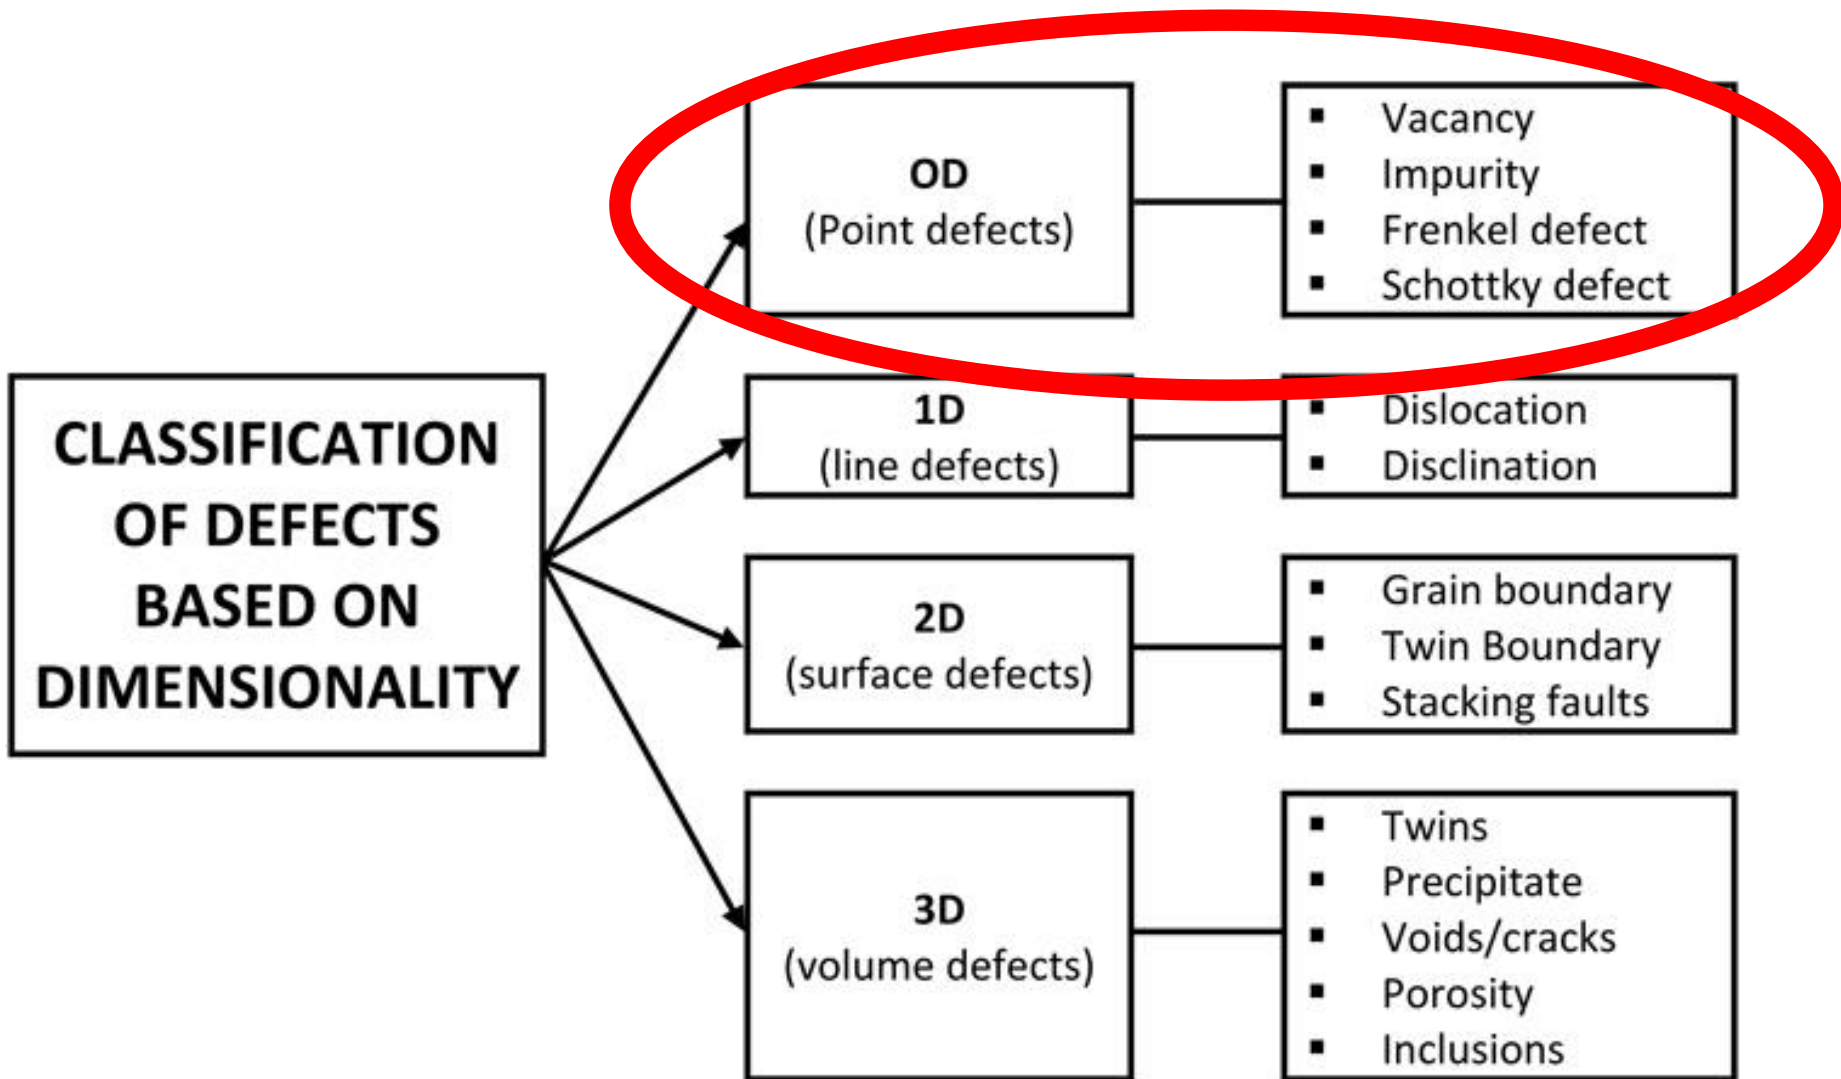 CLASSIFICATION
OF DEFECTS
BASED ON
DIMENSIONALITY
OD
(Point defects)
▪ Vacancy
▪ Impurity
▪ Frenkel defect
▪ Schottky defect
1D
(line defects)
▪ Dislocation
▪ Disclination
2D
(surface defects)
▪ Grain boundary
▪ Twin Boundary
▪ Stacking faults
3D
(volume defects)
▪ Twins
▪ Precipitate
▪ Voids/cracks
▪ Porosity
▪ Inclusions